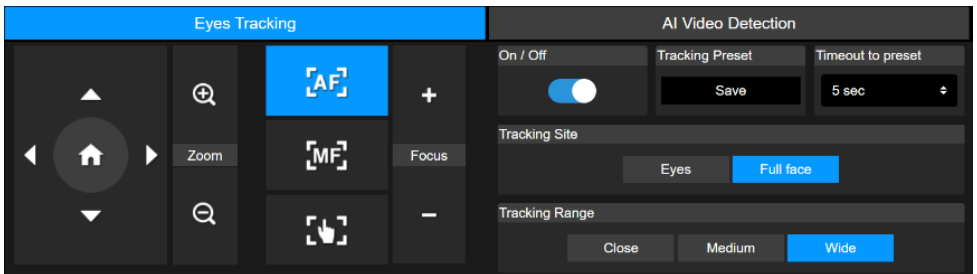 Eyes Tracking
AI Video Detection
AF
MF
Zoom
+
Focus
−
On / Off
Tracking Preset
Save
Timeout to preset
5 sec
Tracking Site
Eyes
Full face
Tracking Range
Close
Medium
Wide